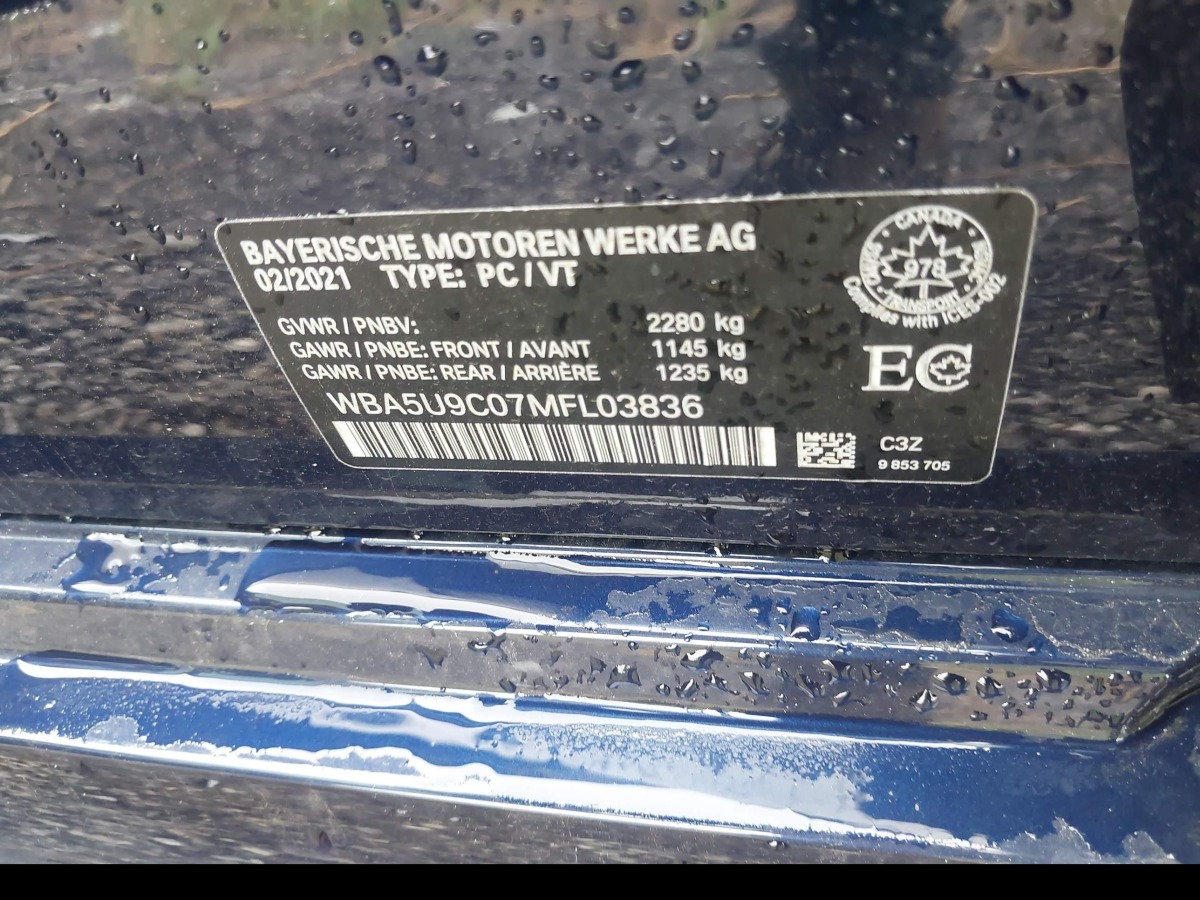 BAYERISCHE MOTOREN WERKE AG
02/2021 TYPE: PC / VT
GVWR / PNBV: 2280 kg
GAWR / PNBE: FRONT / AVANT 1145 kg
GAWR / PNBE: REAR / ARRIÈRE 1235 kg
WBA5U9C07MFL03836
CANADA
978
TRANSPORT
Complies with ICES-002
EC
C3Z
9 853 705